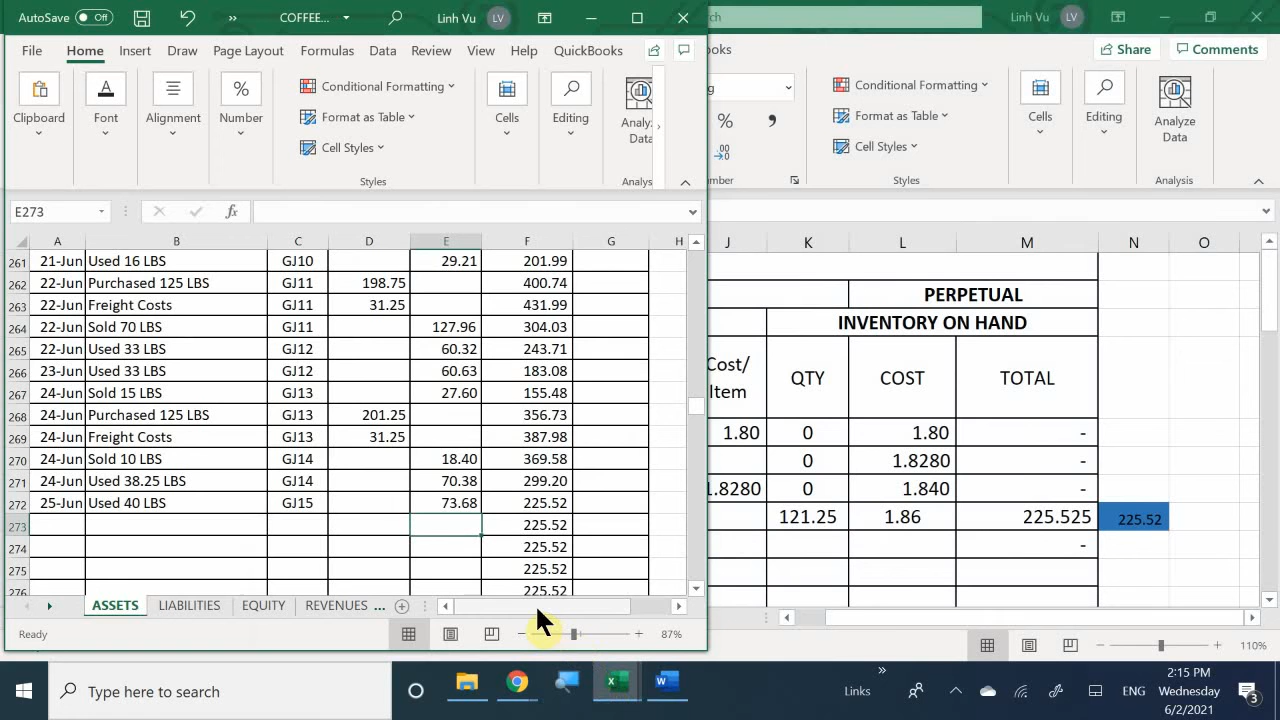 AutoSave Off » COFFEE... Linh Vu LV
File Home Insert Draw Page Layout Formulas Data Review View Help QuickBooks
Clipboard Font Alignment Number
Conditional Formatting
Format as Table
Cell Styles
Styles
Cells Editing
Analy
Data
Analys
E273 fx
A B C D E F G H
261 21-Jun Used 16 LBS GJ10 29.21 201.99
262 22-Jun Purchased 125 LBS GJ11 198.75 400.74
263 22-Jun Freight Costs GJ11 31.25 431.99
264 22-Jun Sold 70 LBS GJ11 127.96 304.03
265 22-Jun Used 33 LBS GJ12 60.32 243.71
266 23-Jun Used 33 LBS GJ12 60.63 183.08
267 24-Jun Sold 15 LBS GJ13 27.60 155.48
268 24-Jun Purchased 125 LBS GJ13 201.25 356.73
269 24-Jun Freight Costs GJ13 31.25 387.98
270 24-Jun Sold 10 LBS GJ14 18.40 369.58
271 24-Jun Used 38.25 LBS GJ14 70.38 299.20
272 25-Jun Used 40 LBS GJ15 73.68 225.52
273 225.52
274 225.52
275 225.52
276 225.52
ASSETS LIABILITIES EQUITY REVENUES ...
Ready 87%
ch Linh Vu LV
oks Share Comments
g
% ,
.00
umber
Conditional Formatting
Format as Table
Cell Styles
Styles
Cells Editing
Analyze
Data
Analysis
J K L M N O
PERPETUAL
INVENTORY ON HAND
Cost/
Item QTY COST TOTAL
1.80 0 1.80 -
0 1.8280 -
1.8280 0 1.840 -
121.25 1.86 225.525 225.52
-
110%
Type here to search
Links » ENG
2:15 PM
Wednesday
6/2/2021
3